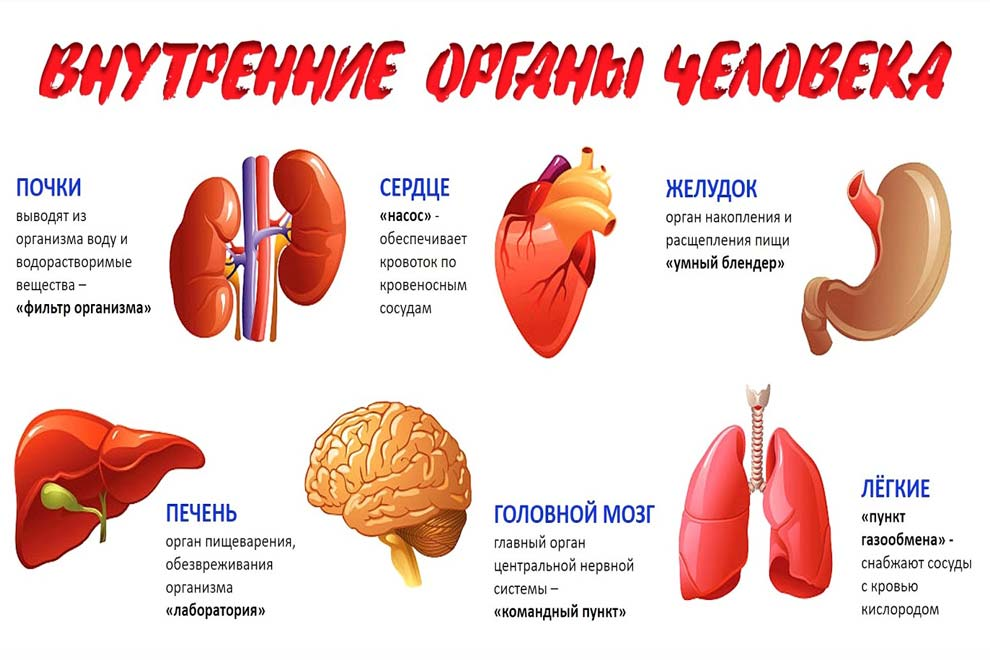 ВНУТРЕННИЕ ОРГАНЫ ЧЕЛОВЕКА
ПОЧКИ
выводят из
организма воду и
водорастворимые
вещества –
«фильтр организма»
СЕРДЦЕ
«насос» -
обеспечивает
кровоток по
кровеносным
сосудам
ЖЕЛУДОК
орган накопления и
расщепления пищи
«умный блендер»
ПЕЧЕНЬ
орган пищеварения,
обезвреживания
организма
«лаборатория»
ГОЛОВНОЙ МОЗГ
главный орган
центральной нервной
системы –
«командный пункт»
ЛЁГКИЕ
«пункт
газообмена» -
снабжают сосуды
с кровью
кислородом